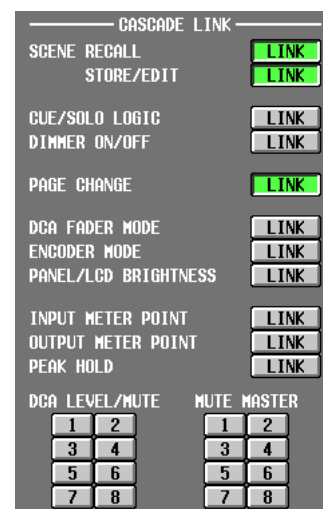 CASCADE LINK
SCENE RECALL LINK
STORE/EDIT LINK
CUE/SOLO LOGIC LINK
DIMMER ON/OFF LINK
PAGE CHANGE LINK
DCA FADER MODE LINK
ENCODER MODE LINK
PANEL/LCD BRIGHTNESS LINK
INPUT METER POINT LINK
OUTPUT METER POINT LINK
PEAK HOLD LINK
DCA LEVEL/MUTE MUTE MASTER
1 2 1 2
3 4 3 4
5 6 5 6
7 8 7 8